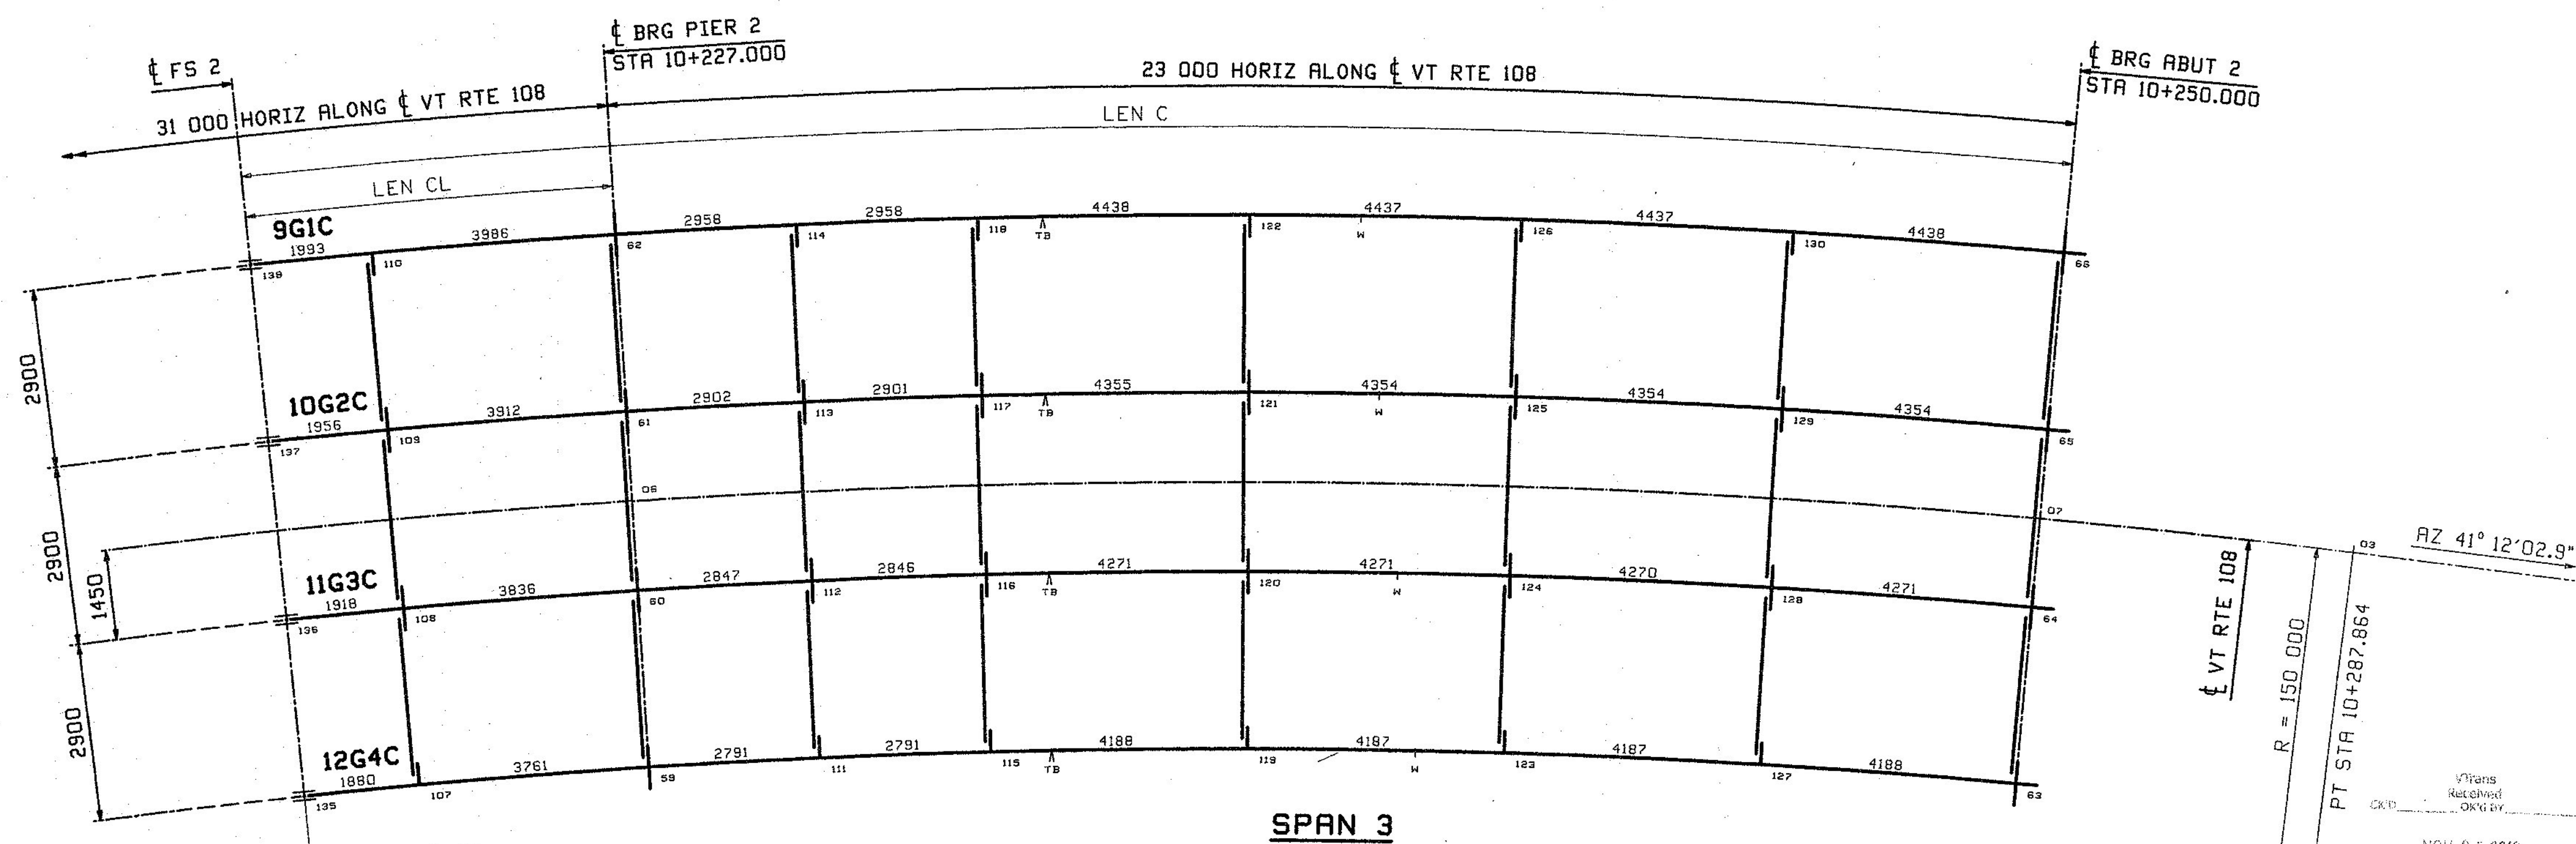 ℄ FS 2
℄ BRG PIER 2
STA 10+227.000
℄ BRG ABUT 2
STA 10+250.000
31 000 HORIZ ALONG ℄ VT RTE 108
23 000 HORIZ ALONG ℄ VT RTE 108
LEN C
LEN CL
9G1C
1993 3986 2958 2958 4438 4437 4437 4438
139 110 62 114 118 TB 122 W 126 130 66
2900
10G2C
1956 3912 2902 2901 4355 4354 4354 4354
137 109 61 113 117 TB 121 W 125 129 65
06 07 03
AZ 41° 12'02.9"
2900
1450
11G3C
1918 3836 2847 2846 4271 4271 4270 4271
136 108 60 112 116 TB 120 W 124 128 64
2900
12G4C
1880 3761 2791 2791 4188 4187 4187 4188
135 107 59 111 115 TB 119 W 123 127 63
℄ VT RTE 108
R = 150 000
PT STA 10+287.864
SPAN 3
VTrans
Received
CK'D OK'd BY